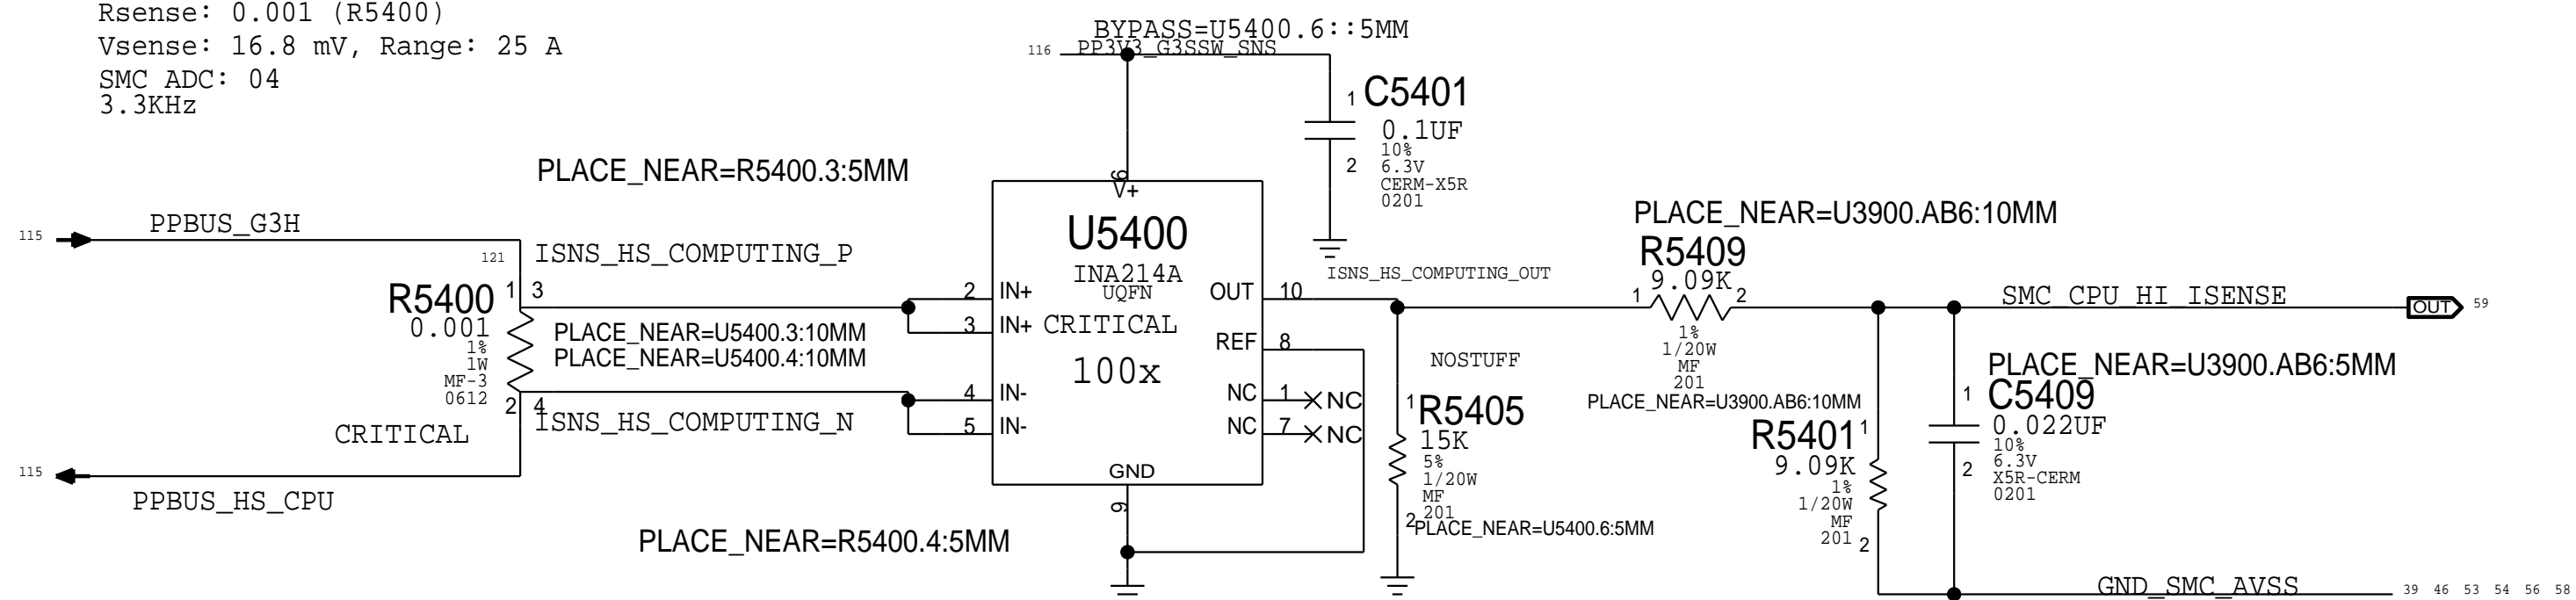 Rsense: 0.001 (R5400)
Vsense: 16.8 mV, Range: 25 A
SMC ADC: 04
3.3KHz
BYPASS=U5400.6::5MM
116 PP3V3_G3SSW_SNS
1 C5401
0.1UF
10%
2 6.3V
CERM-X5R
0201
PLACE_NEAR=R5400.3:5MM
6
V+
U5400
INA214A
UQFN
CRITICAL
100x
2 IN+
3 IN+
4 IN-
5 IN-
OUT 10
REF 8
NC 1 NC
NC 7 NC
GND
9
115 PPBUS_G3H
121 ISNS_HS_COMPUTING_P
R5400 1 3
0.001
1%
1W
MF-3
0612
2 4
CRITICAL
PLACE_NEAR=U5400.3:10MM
PLACE_NEAR=U5400.4:10MM
ISNS_HS_COMPUTING_N
115
PPBUS_HS_CPU
PLACE_NEAR=R5400.4:5MM
ISNS_HS_COMPUTING_OUT
NOSTUFF
1 R5405
15K
5%
1/20W
MF
201
2 PLACE_NEAR=U5400.6:5MM
PLACE_NEAR=U3900.AB6:10MM
R5409
9.09K
1 2
1%
1/20W
MF
201
PLACE_NEAR=U3900.AB6:10MM
R5401 1
9.09K
1%
1/20W
MF
201 2
SMC_CPU_HI_ISENSE
OUT 59
PLACE_NEAR=U3900.AB6:5MM
1 C5409
0.022UF
10%
2 6.3V
X5R-CERM
0201
GND_SMC_AVSS 39 46 53 54 56 58